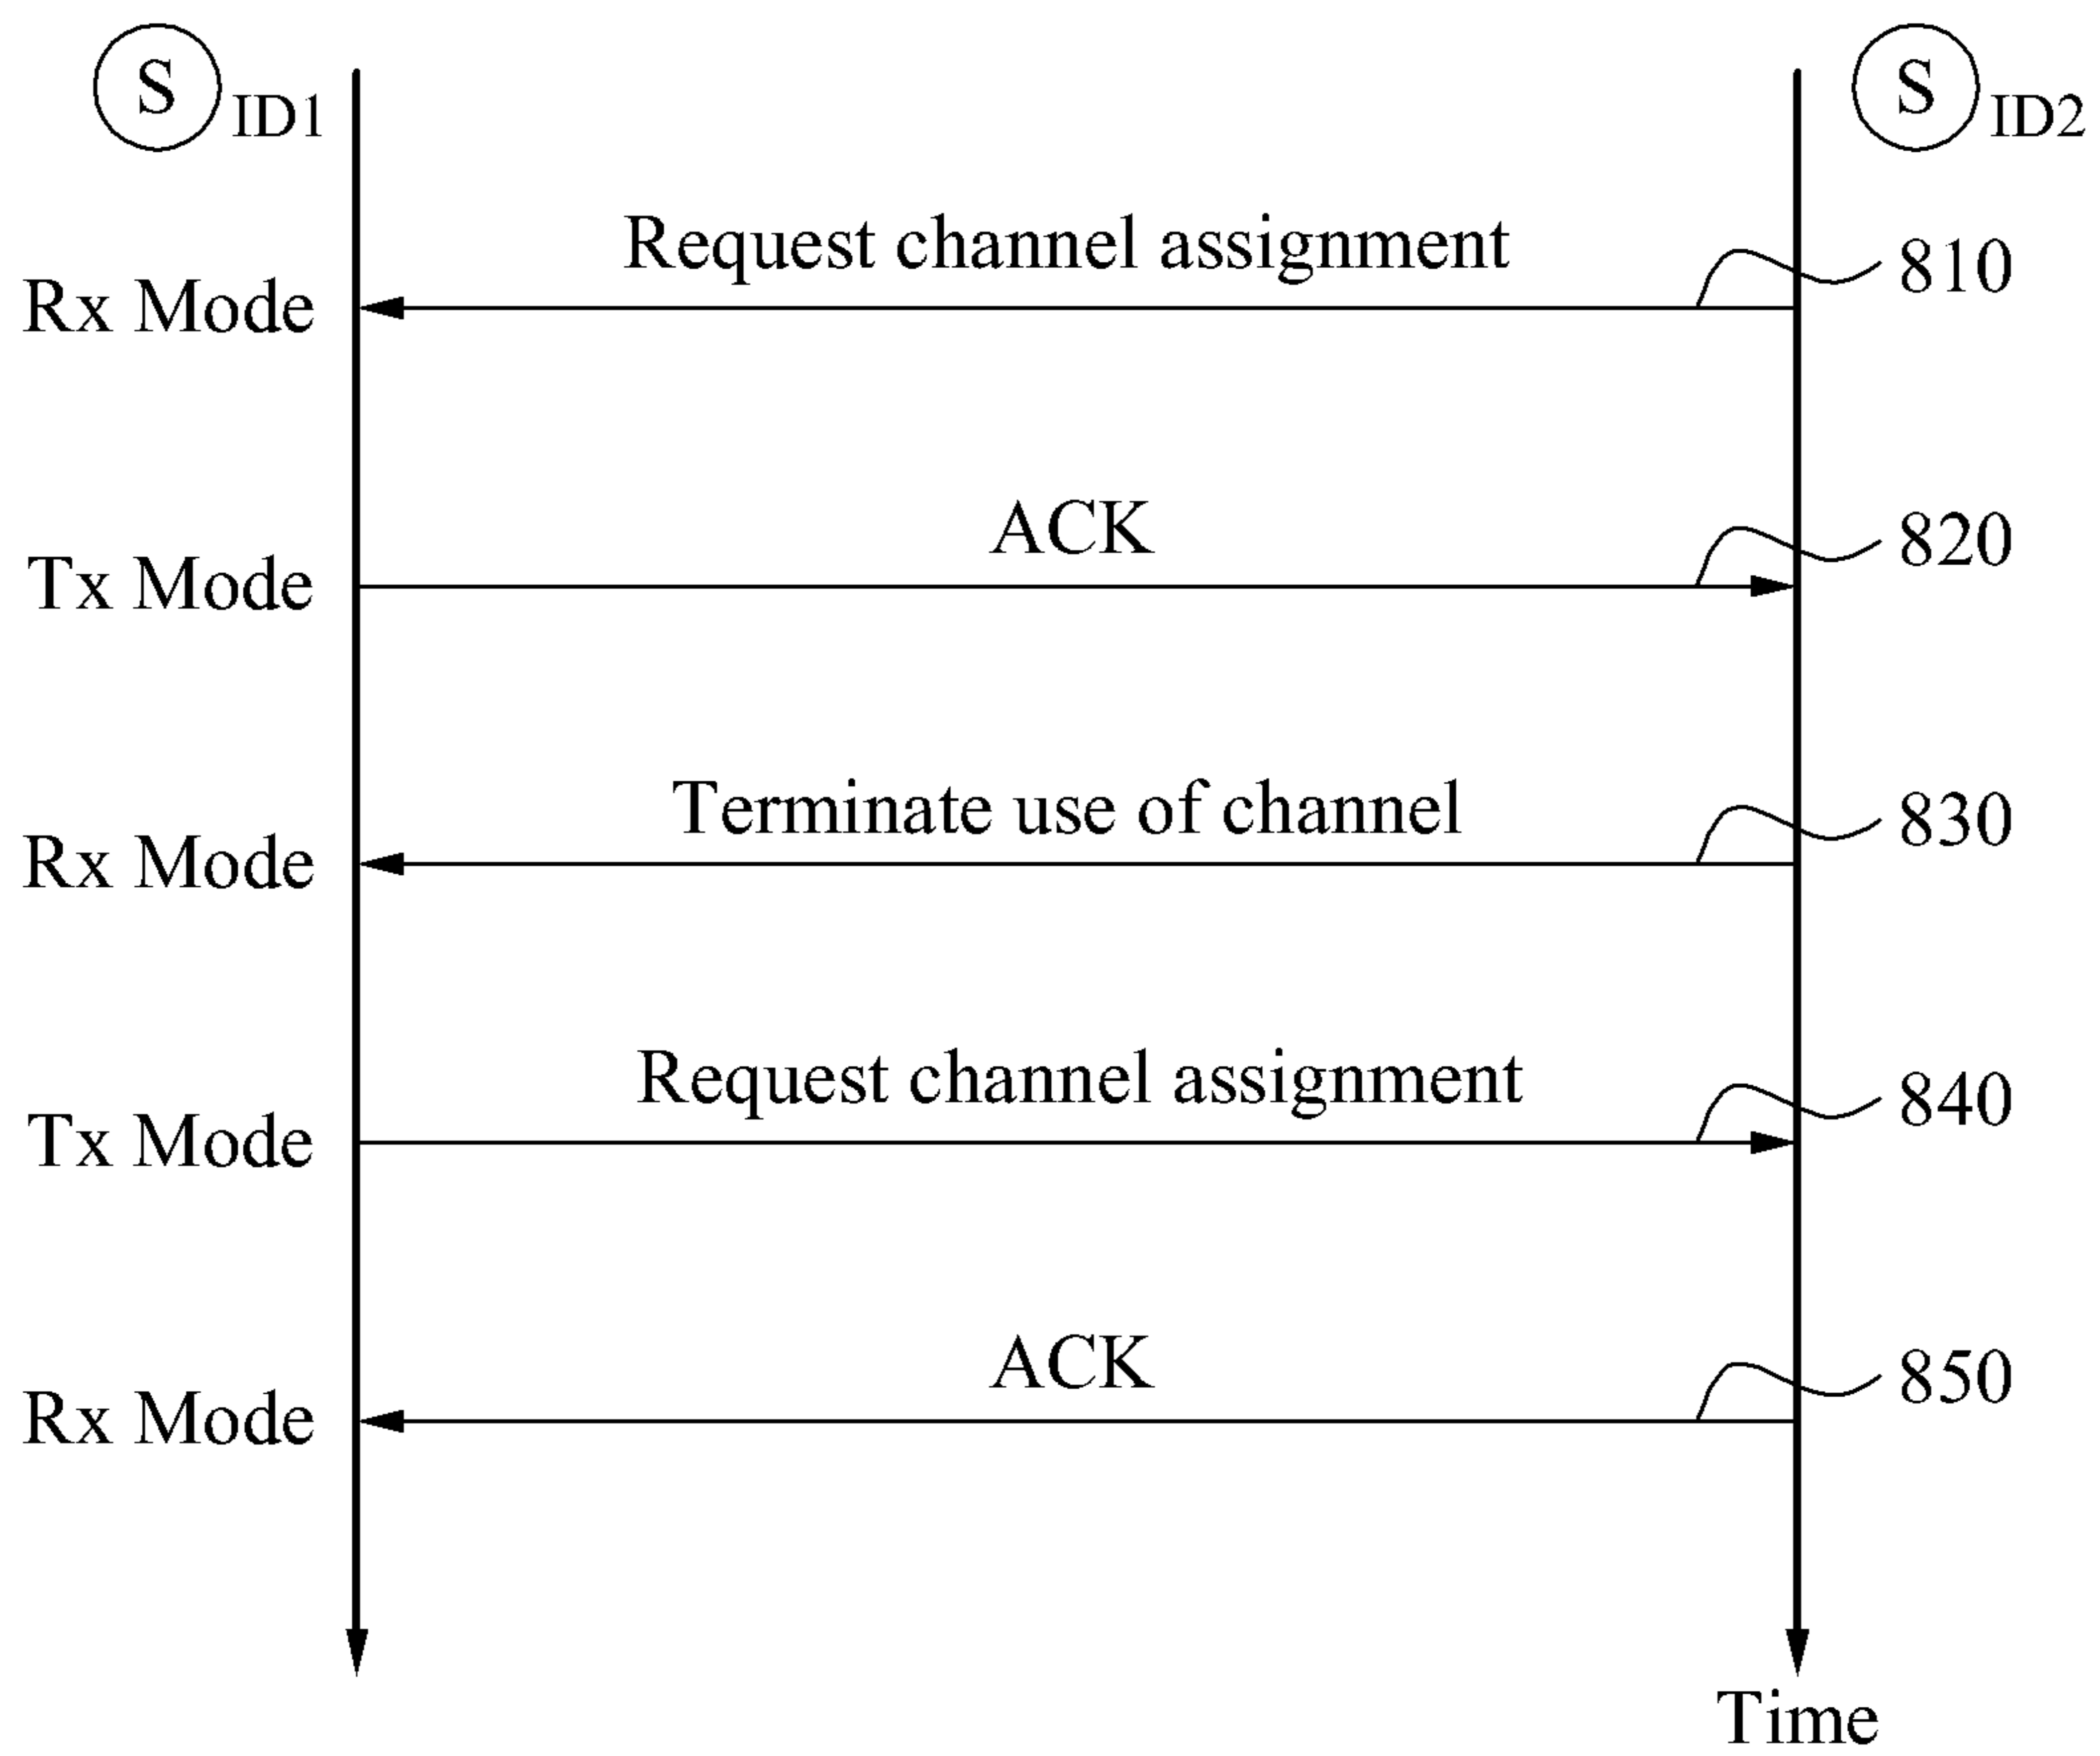 S ID1
S ID2
Request channel assignment
810
Rx Mode
ACK
820
Tx Mode
Terminate use of channel
830
Rx Mode
Request channel assignment
840
Tx Mode
ACK
850
Rx Mode
Time